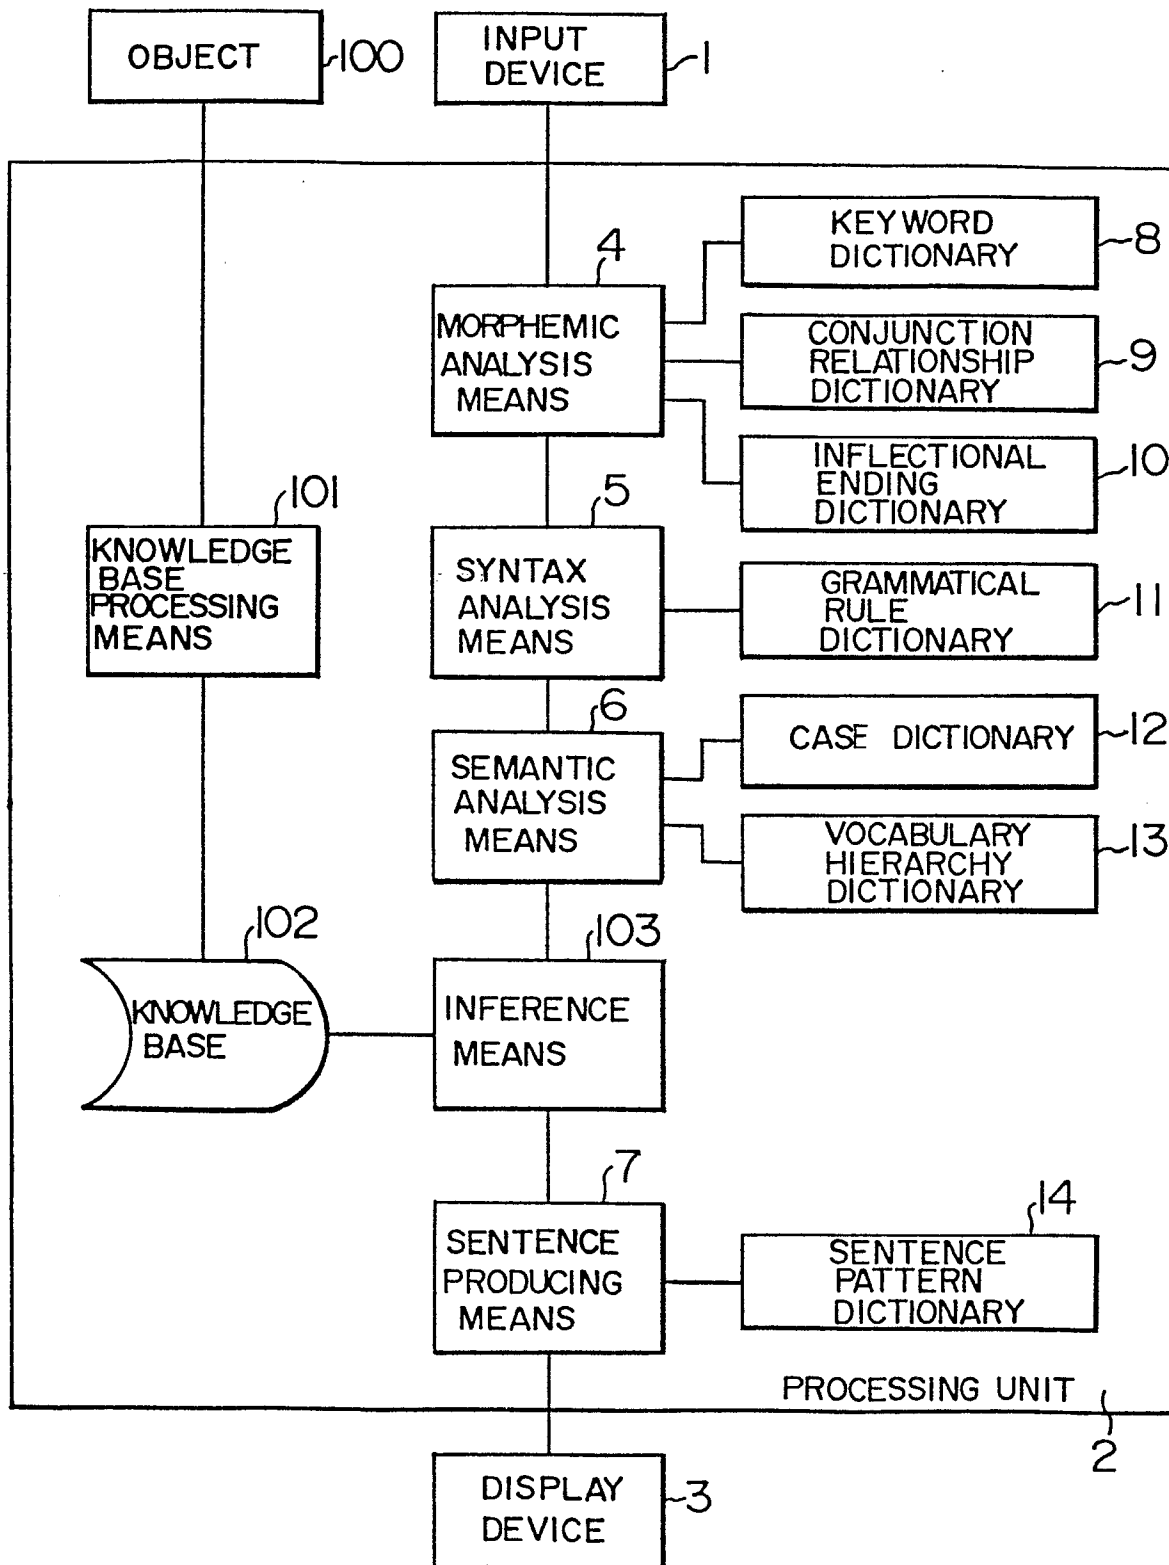 OBJECT
100
INPUT
DEVICE
1
KEYWORD
DICTIONARY
8
4
MORPHEMIC
ANALYSIS
MEANS
CONJUNCTION
RELATIONSHIP
DICTIONARY
9
INFLECTIONAL
ENDING
DICTIONARY
10
101
KNOWLEDGE
BASE
PROCESSING
MEANS
5
SYNTAX
ANALYSIS
MEANS
GRAMMATICAL
RULE
DICTIONARY
11
6
SEMANTIC
ANALYSIS
MEANS
CASE DICTIONARY
12
VOCABULARY
HIERARCHY
DICTIONARY
13
102
KNOWLEDGE
BASE
103
INFERENCE
MEANS
7
SENTENCE
PRODUCING
MEANS
14
SENTENCE
PATTERN
DICTIONARY
PROCESSING UNIT
2
DISPLAY
DEVICE
3